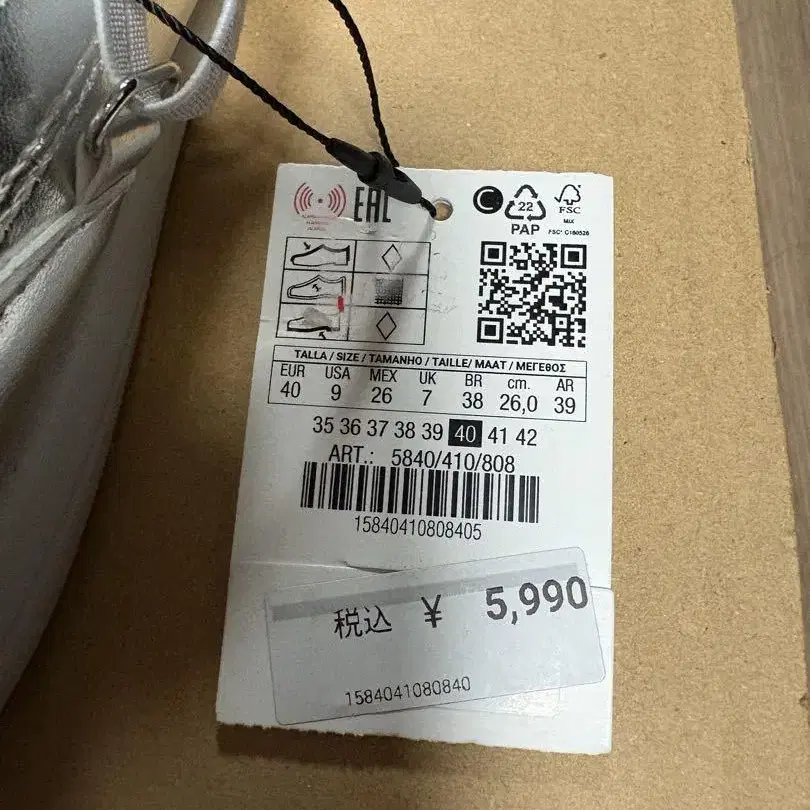 EAC
C 22 FSC
PAP MIX
FSC® C160526
TALLA / SIZE / TAMANHO / TAILLE/ MAAT / ΜΕΓΕΘΟΣ
EUR USA MEX UK BR cm. AR
40 9 26 7 38 26,0 39
35 36 37 38 39 40 41 42
ART.: 5840/410/808
15840410808405
税込 ¥ 5,990
1584041080840